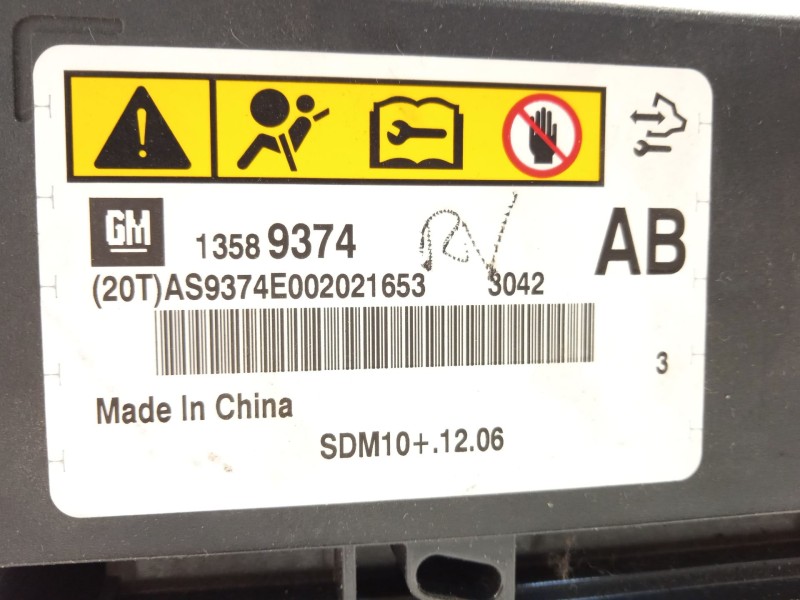 GM
1358 9374
AB
(20T)AS9374E002021653 3042
3
Made In China
SDM10+.12.06